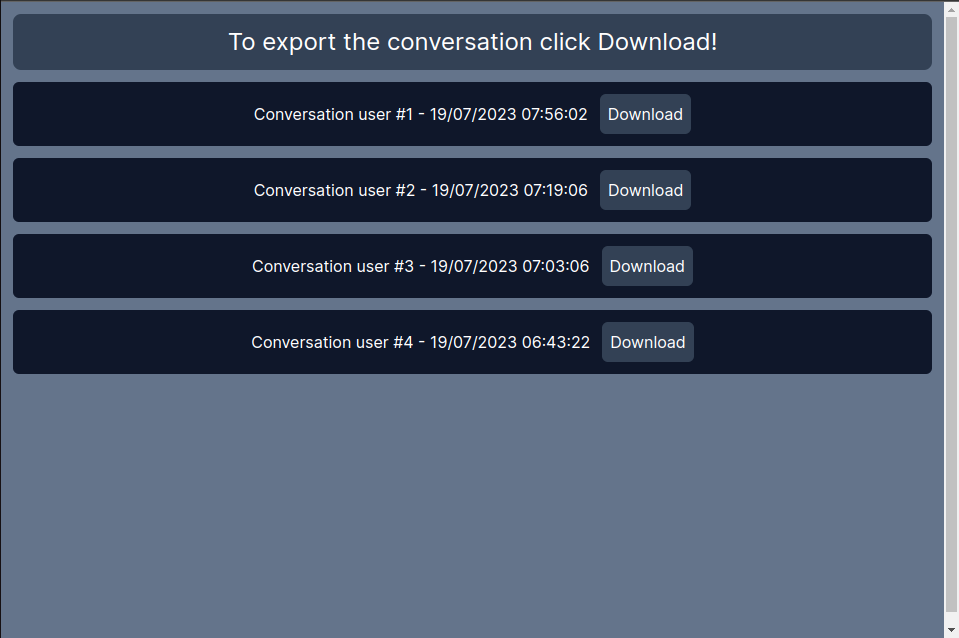 To export the conversation click Download!
Conversation user #1 - 19/07/2023 07:56:02 Download
Conversation user #2 - 19/07/2023 07:19:06 Download
Conversation user #3 - 19/07/2023 07:03:06 Download
Conversation user #4 - 19/07/2023 06:43:22 Download